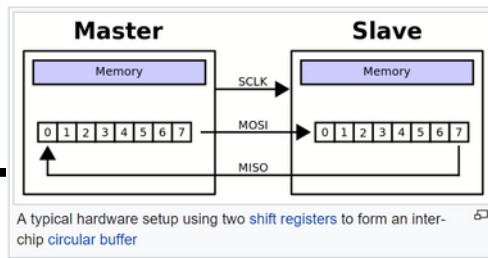 Master Slave
Memory Memory
SCLK
0 1 2 3 4 5 6 7 MOSI 0 1 2 3 4 5 6 7
MISO
A typical hardware setup using two shift registers to form an inter-
chip circular buffer